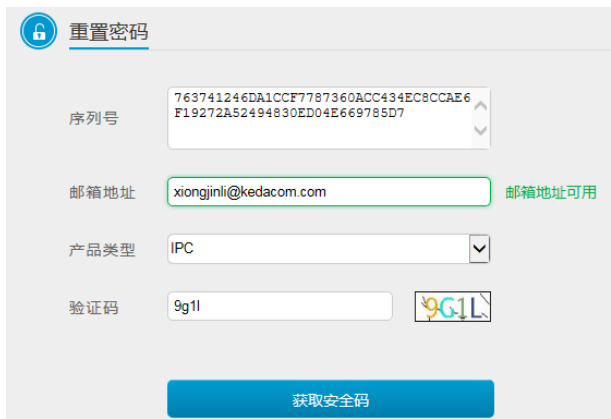 重置密码
序列号
763741246DA1CCF7787360ACC434EC8CCAE6
F19272A52494830ED04E669785D7
邮箱地址 xiongjinli@kedacom.com 邮箱地址可用
产品类型 IPC
验证码 9g1l 9G1L
获取安全码